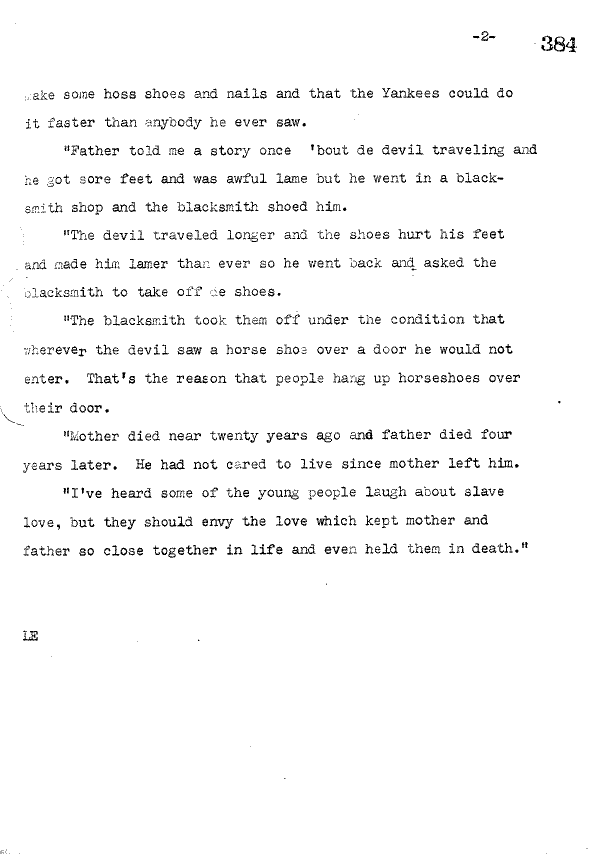 -2- 384
make some hoss shoes and nails and that the Yankees could do
it faster than anybody he ever saw.
"Father told me a story once 'bout de devil traveling and
he got sore feet and was awful lame but he went in a black-
smith shop and the blacksmith shoed him.
"The devil traveled longer and the shoes hurt his feet
and made him lamer than ever so he went back and asked the
blacksmith to take off de shoes.
"The blacksmith took them off under the condition that
wherever the devil saw a horse shoe over a door he would not
enter. That's the reason that people hang up horseshoes over
their door.
"Mother died near twenty years ago and father died four
years later. He had not cared to live since mother left him.
"I've heard some of the young people laugh about slave
love, but they should envy the love which kept mother and
father so close together in life and even held them in death."
LE